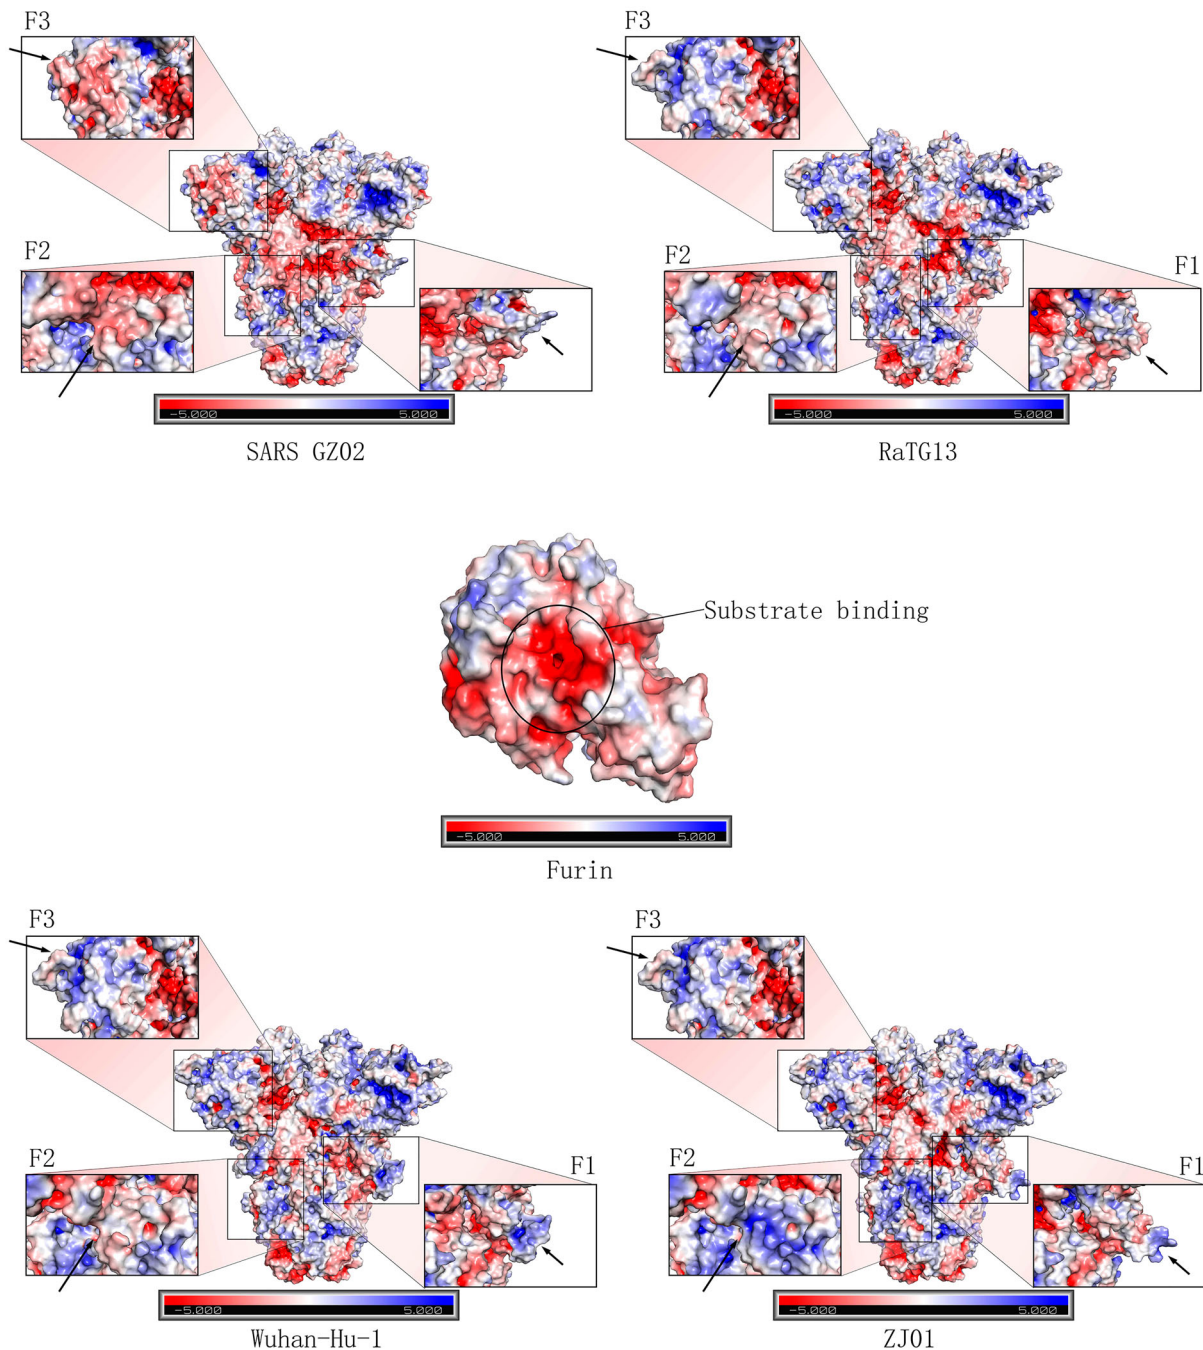 F3
F3
F2
F2
F1
-5.000 5.000
-5.000 5.000
SARS GZ02
RaTG13
Substrate binding
-5.000 5.000
Furin
F3
F3
F2
F1
F2
F1
-5.000 5.000
-5.000 5.000
Wuhan-Hu-1
ZJ01